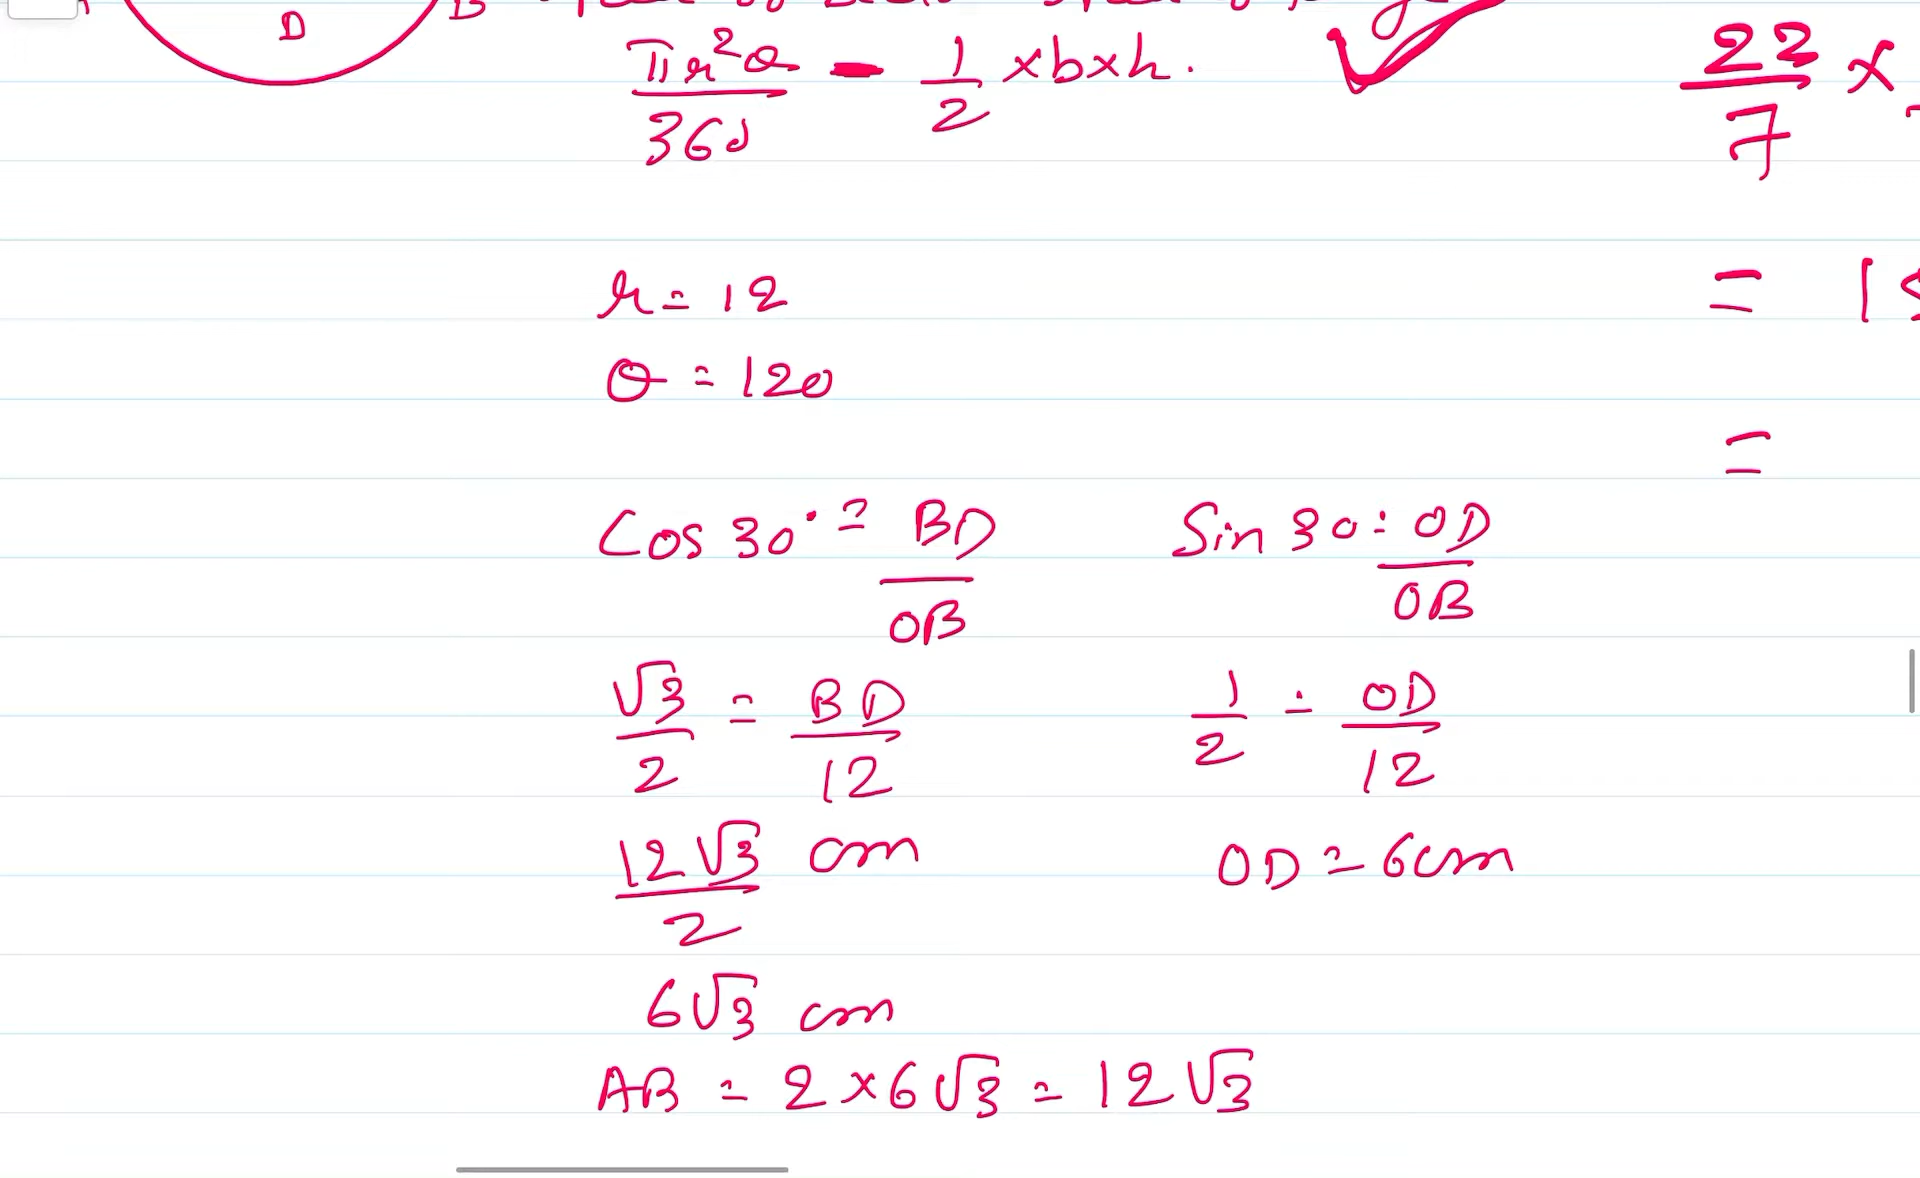 D B
πr²θ/360 - 1/2 × b × h.
22/7 ×
r = 12
=
θ = 120
=
Cos 30° = BD/OB
Sin 30 = OD/OB
√3/2 = BD/12
1/2 = OD/12
12√3/2 cm
OD = 6cm
6√3 cm
AB = 2 × 6√3 = 12√3